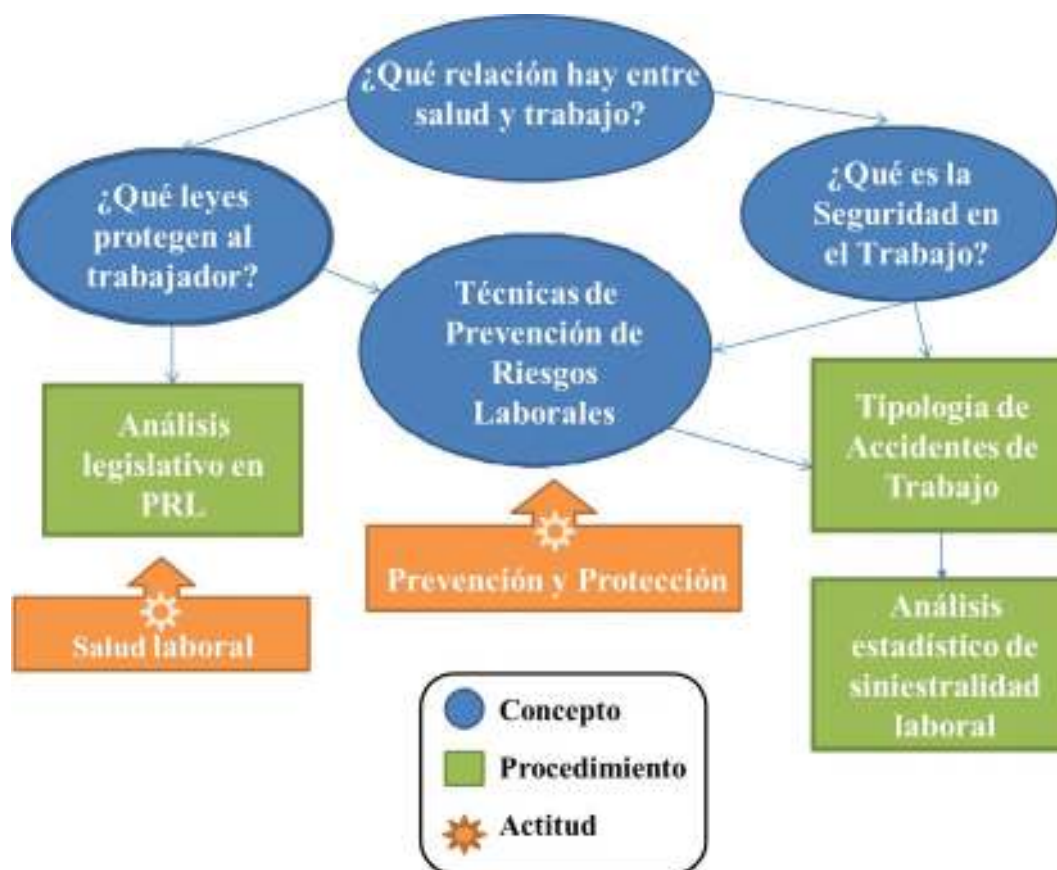 ¿Qué relación hay entre
salud y trabajo?
¿Qué leyes
protegen al
trabajador?
¿Qué es la
Seguridad en
el Trabajo?
Técnicas de
Prevención de
Riesgos
Laborales
Análisis
legislativo en
PRL
Tipología de
Accidentes de
Trabajo
Prevención y Protección
Salud laboral
Análisis
estadístico de
siniestralidad
laboral
Concepto
Procedimiento
Actitud